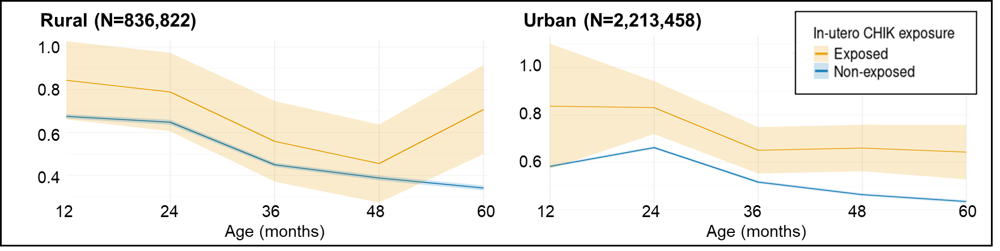 Rural (N=836,822)
1.0
0.8
0.6
0.4
12 24 36 48 60
Age (months)
Urban (N=2,213,458)
1.0
0.8
0.6
12 24 36 48 60
Age (months)
In-utero CHIK exposure
Exposed
Non-exposed